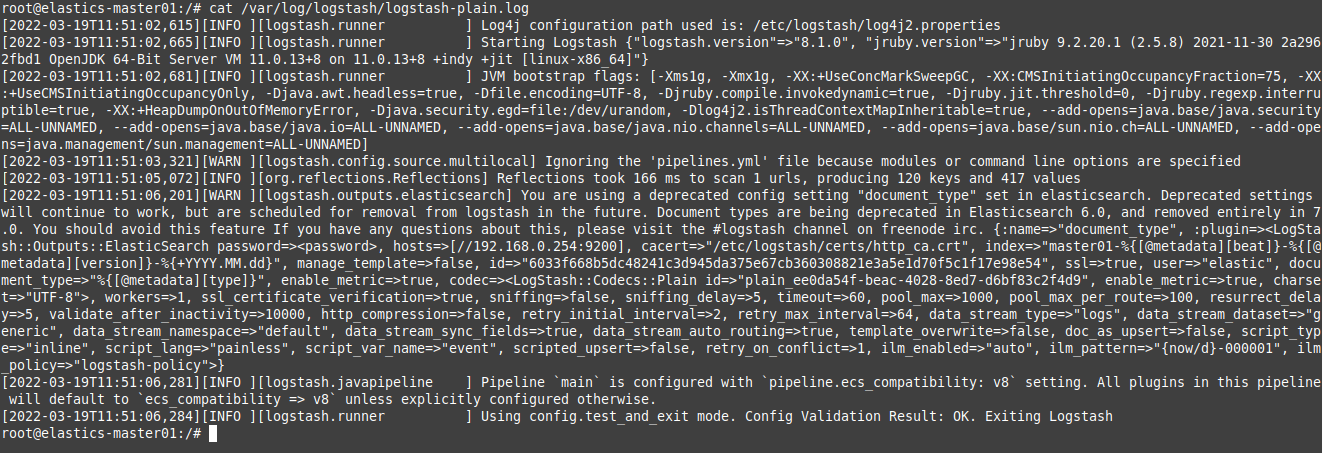 root@elastics-master01:/# cat /var/log/logstash/logstash-plain.log
[2022-03-19T11:51:02,615][INFO ][logstash.runner          ] Log4j configuration path used is: /etc/logstash/log4j2.properties
[2022-03-19T11:51:02,665][INFO ][logstash.runner          ] Starting Logstash {"logstash.version"=>"8.1.0", "jruby.version"=>"jruby 9.2.20.1 (2.5.8) 2021-11-30 2a296
2fbd1 OpenJDK 64-Bit Server VM 11.0.13+8 on 11.0.13+8 +indy +jit [linux-x86_64]"}
[2022-03-19T11:51:02,681][INFO ][logstash.runner          ] JVM bootstrap flags: [-Xms1g, -Xmx1g, -XX:+UseConcMarkSweepGC, -XX:CMSInitiatingOccupancyFraction=75, -XX
:+UseCMSInitiatingOccupancyOnly, -Djava.awt.headless=true, -Dfile.encoding=UTF-8, -Djruby.compile.invokedynamic=true, -Djruby.jit.threshold=0, -Djruby.regexp.interru
ptible=true, -XX:+HeapDumpOnOutOfMemoryError, -Djava.security.egd=file:/dev/urandom, -Dlog4j2.isThreadContextMapInheritable=true, --add-opens=java.base/java.security
=ALL-UNNAMED, --add-opens=java.base/java.io=ALL-UNNAMED, --add-opens=java.base/java.nio.channels=ALL-UNNAMED, --add-opens=java.base/sun.nio.ch=ALL-UNNAMED, --add-ope
ns=java.management/sun.management=ALL-UNNAMED]
[2022-03-19T11:51:03,321][WARN ][logstash.config.source.multilocal] Ignoring the 'pipelines.yml' file because modules or command line options are specified
[2022-03-19T11:51:05,072][INFO ][org.reflections.Reflections] Reflections took 166 ms to scan 1 urls, producing 120 keys and 417 values
[2022-03-19T11:51:06,201][WARN ][logstash.outputs.elasticsearch] You are using a deprecated config setting "document_type" set in elasticsearch. Deprecated settings
will continue to work, but are scheduled for removal from logstash in the future. Document types are being deprecated in Elasticsearch 6.0, and removed entirely in 7
.0. You should avoid this feature If you have any questions about this, please visit the #logstash channel on freenode irc. {:name=>"document_type", :plugin=><LogSta
sh::Outputs::ElasticSearch password=><password>, hosts=>[//192.168.0.254:9200], cacert=>"/etc/logstash/certs/http_ca.crt", index=>"master01-%{[@metadata][beat]}-%{[@
metadata][version]}-%{+YYYY.MM.dd}", manage_template=>false, id=>"6033f668b5dc48241c3d945da375e67cb360308821e3a5e1d70f5c1f17e98e54", ssl=>true, user=>"elastic", docu
ment_type=>"%{[@metadata][type]}", enable_metric=>true, codec=><LogStash::Codecs::Plain id=>"plain_ee0da54f-beac-4028-8ed7-d6bf83c2f4d9", enable_metric=>true, charse
t=>"UTF-8">, workers=>1, ssl_certificate_verification=>true, sniffing=>false, sniffing_delay=>5, timeout=>60, pool_max=>1000, pool_max_per_route=>100, resurrect_dela
y=>5, validate_after_inactivity=>10000, http_compression=>false, retry_initial_interval=>2, retry_max_interval=>64, data_stream_type=>"logs", data_stream_dataset=>"g
eneric", data_stream_namespace=>"default", data_stream_sync_fields=>true, data_stream_auto_routing=>true, template_overwrite=>false, doc_as_upsert=>false, script_typ
e=>"inline", script_lang=>"painless", script_var_name=>"event", scripted_upsert=>false, retry_on_conflict=>1, ilm_enabled=>"auto", ilm_pattern=>"{now/d}-000001", ilm
_policy=>"logstash-policy">}
[2022-03-19T11:51:06,281][INFO ][logstash.javapipeline    ] Pipeline `main` is configured with `pipeline.ecs_compatibility: v8` setting. All plugins in this pipeline
 will default to `ecs_compatibility => v8` unless explicitly configured otherwise.
[2022-03-19T11:51:06,284][INFO ][logstash.runner          ] Using config.test_and_exit mode. Config Validation Result: OK. Exiting Logstash
root@elastics-master01:/#